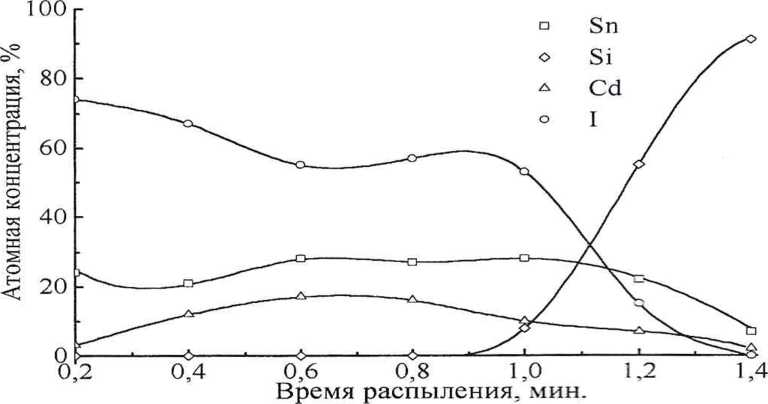 100
80
60
40
20
0
Атомная концентрация, %
Sn
Si
Cd
I
0,2 0,4 0,6 0,8 1,0 1,2 1,4
Время распыления, мин.